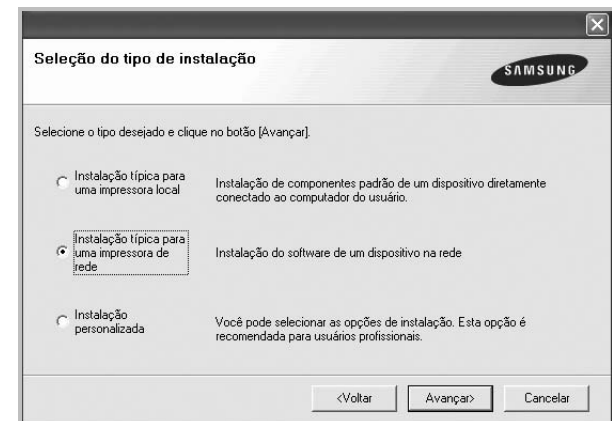 Seleção do tipo de instalação
SAMSUNG
Selecione o tipo desejado e clique no botão [Avançar].
Instalação típica para
uma impressora local
Instalação de componentes padrão de um dispositivo diretamente
conectado ao computador do usuário.
Instalação típica para
uma impressora de
rede
Instalação do software de um dispositivo na rede
Instalação
personalizada
Você pode selecionar as opções de instalação. Esta opção é
recomendada para usuários profissionais.
<Voltar
Avançar>
Cancelar